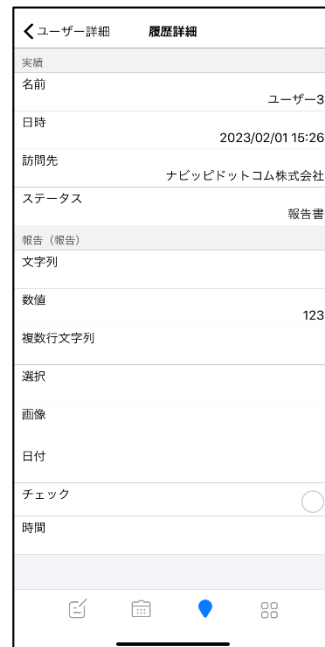 ユーザー詳細 履歴詳細
実績
名前
ユーザー3
日時
2023/02/01 15:26
訪問先
ナビッピドットコム株式会社
ステータス
報告書
報告（報告）
文字列
数値
123
複数行文字列
選択
画像
日付
チェック
時間